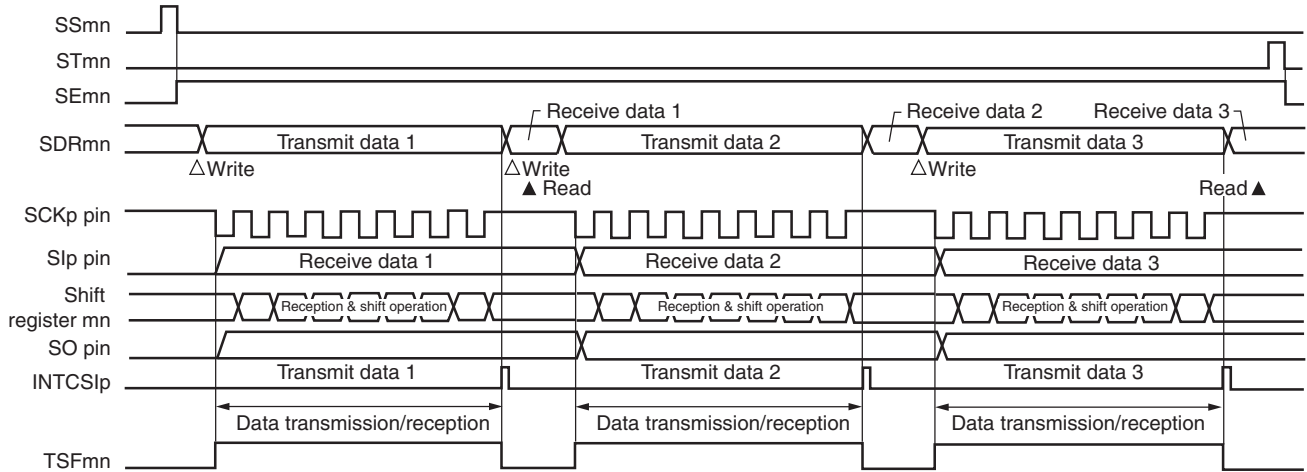 SSmn
STmn
SEmn
Receive data 1
Receive data 2
Receive data 3
SDRmn
Transmit data 1
Transmit data 2
Transmit data 3
△Write
△Write
△Write
▲ Read
Read▲
SCKp pin
SIp pin
Receive data 1
Receive data 2
Receive data 3
Shift
register mn
Reception & shift operation
Reception & shift operation
Reception & shift operation
SO pin
Transmit data 1
Transmit data 2
Transmit data 3
INTCSIp
Data transmission/reception
Data transmission/reception
Data transmission/reception
TSFmn